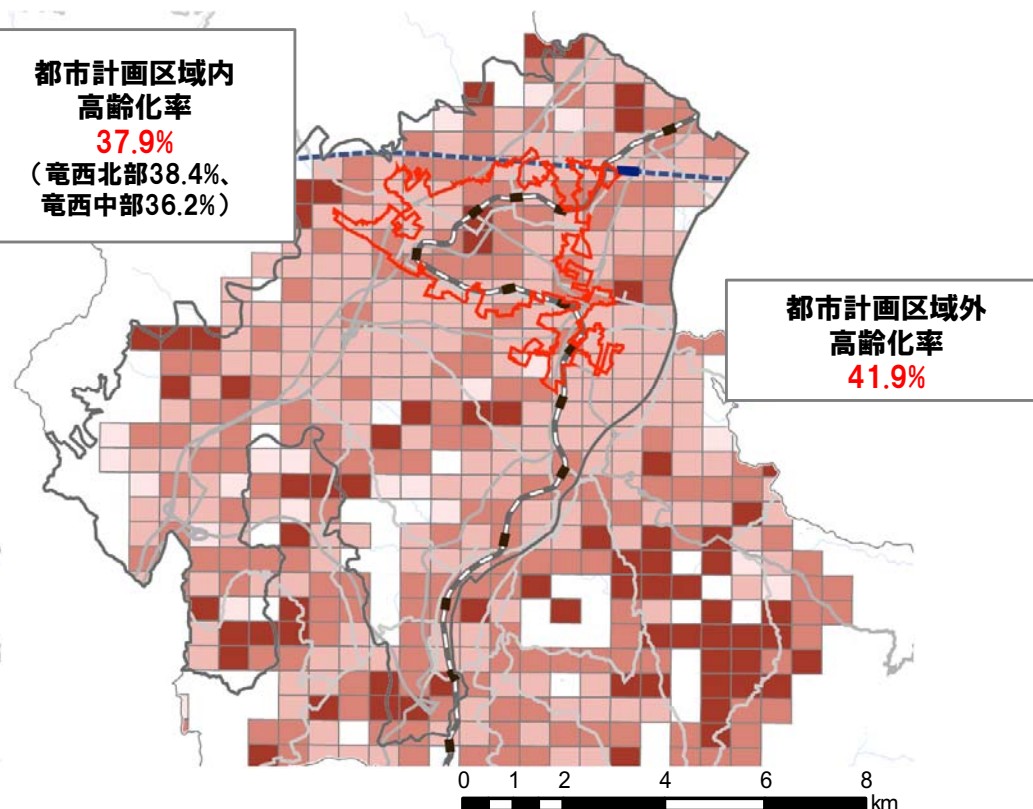 都市計画区域内
高齢化率
37.9%
(竜西北部38.4%、
竜西中部36.2%)
都市計画区域外
高齢化率
41.9%
0 1 2 4 6 8
km